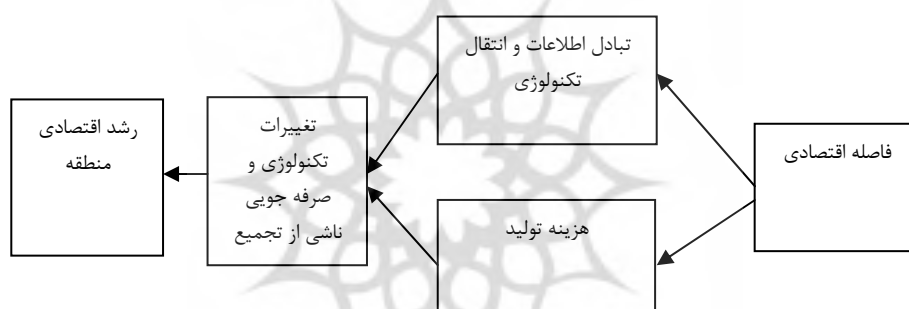 فاصله اقتصادی
تبادل اطلاعات و انتقال
تکنولوژی
هزینه تولید
تغییرات
تکنولوژی و
صرفه جویی
ناشی از تجمیع
رشد اقتصادی
منطقه